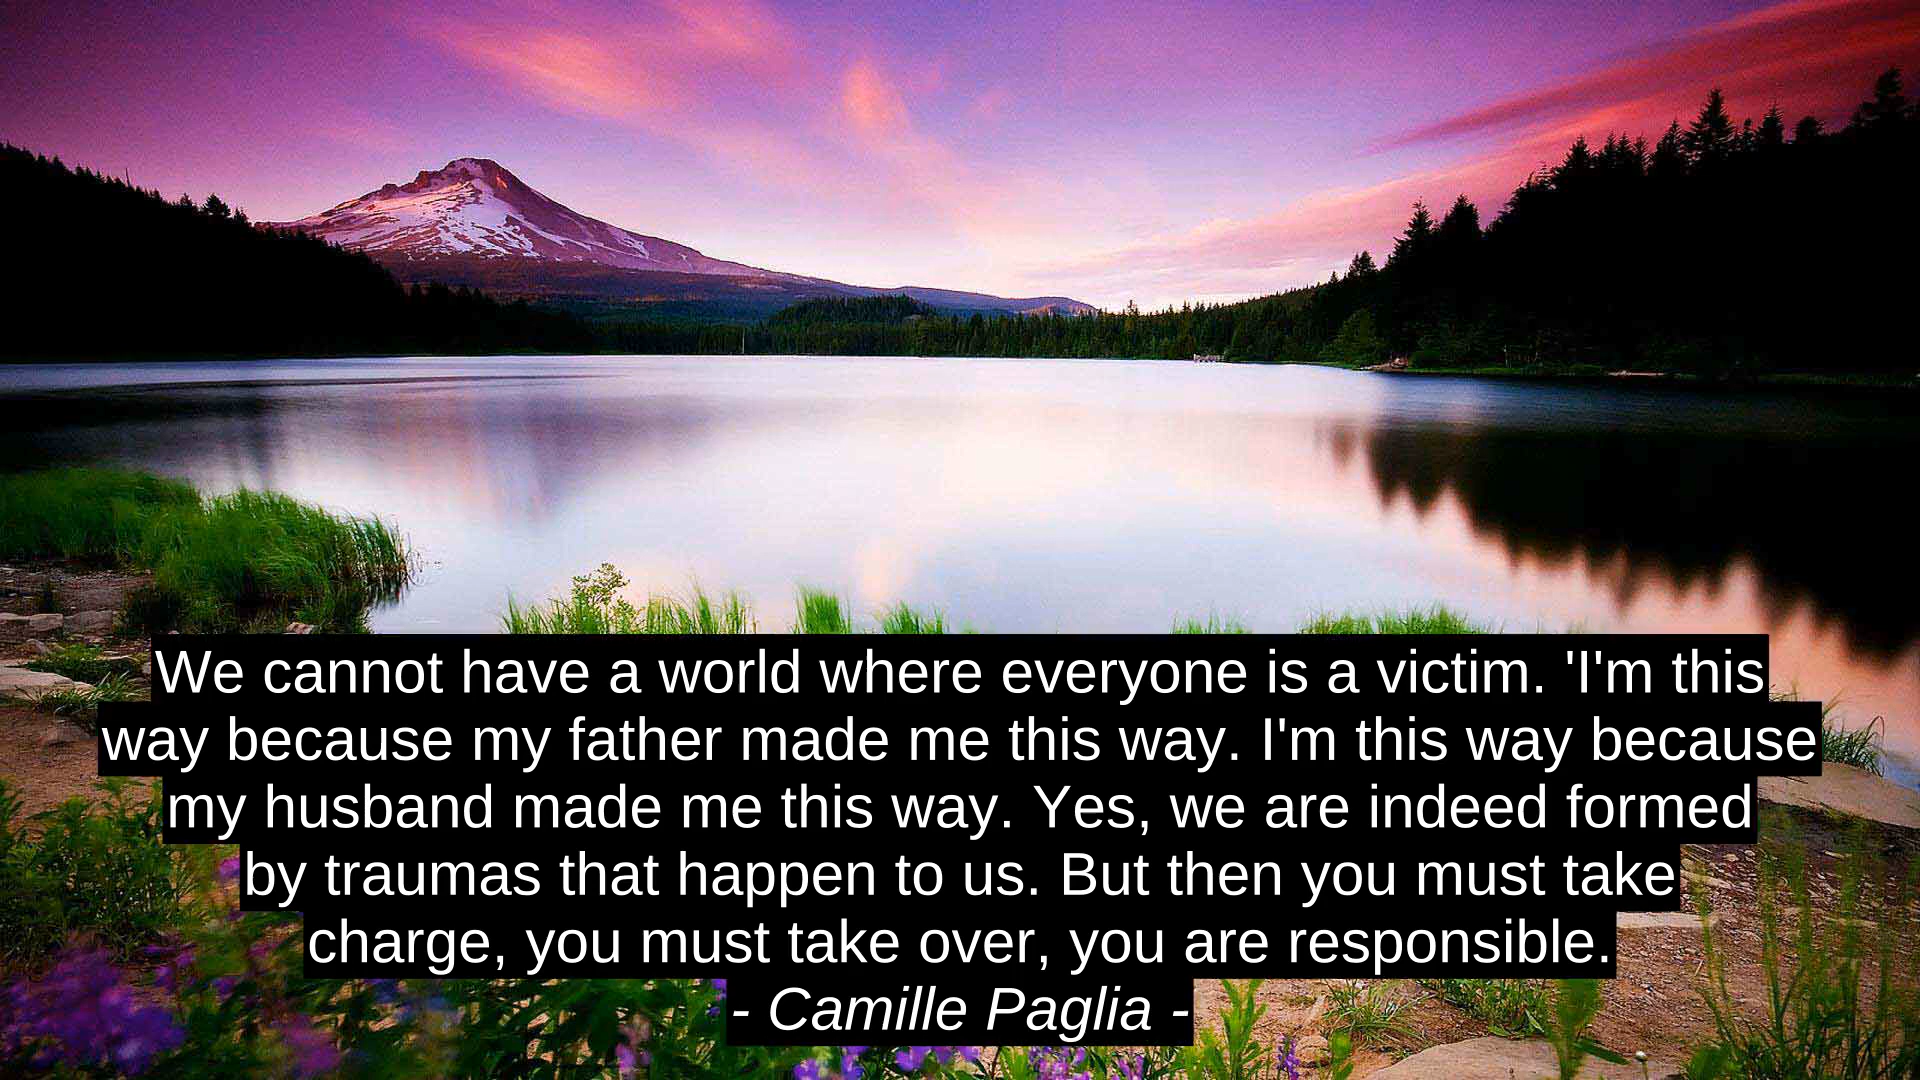 We cannot have a world where everyone is a victim. 'I'm this
way because my father made me this way. I'm this way because
my husband made me this way. Yes, we are indeed formed
by traumas that happen to us. But then you must take
charge, you must take over, you are responsible.
- Camille Paglia -